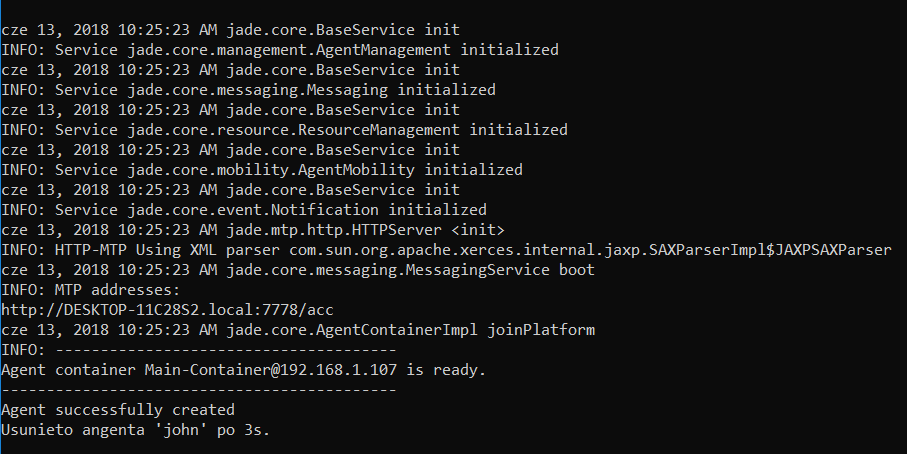 cze 13, 2018 10:25:23 AM jade.core.BaseService init
INFO: Service jade.core.management.AgentManagement initialized
cze 13, 2018 10:25:23 AM jade.core.BaseService init
INFO: Service jade.core.messaging.Messaging initialized
cze 13, 2018 10:25:23 AM jade.core.BaseService init
INFO: Service jade.core.resource.ResourceManagement initialized
cze 13, 2018 10:25:23 AM jade.core.BaseService init
INFO: Service jade.core.mobility.AgentMobility initialized
cze 13, 2018 10:25:23 AM jade.core.BaseService init
INFO: Service jade.core.event.Notification initialized
cze 13, 2018 10:25:23 AM jade.mtp.http.HTTPServer <init>
INFO: HTTP-MTP Using XML parser com.sun.org.apache.xerces.internal.jaxp.SAXParserImpl$JAXPSAXParser
cze 13, 2018 10:25:23 AM jade.core.messaging.MessagingService boot
INFO: MTP addresses:
http://DESKTOP-11C28S2.local:7778/acc
cze 13, 2018 10:25:23 AM jade.core.AgentContainerImpl joinPlatform
INFO: --------------------------------------
Agent container Main-Container@192.168.1.107 is ready.
--------------------------------------------
Agent successfully created
Usunieto angenta 'john' po 3s.